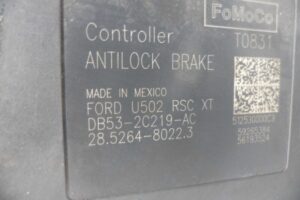 FoMoCo
Controller T0831
ANTILOCK BRAKE
MADE IN MEXICO
FORD U502 RSC XT
DB53-2C219-AC
28.5264-8022.3